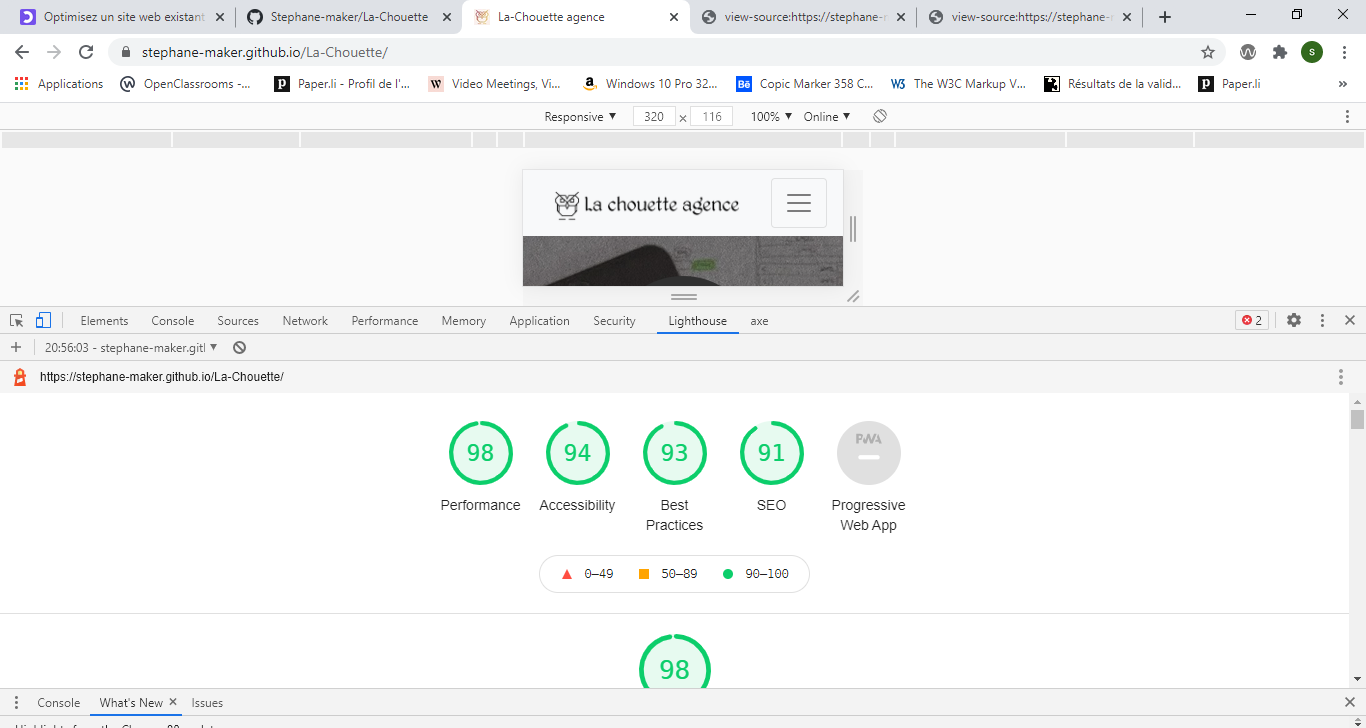 Optimisez un site web existant
Stephane-maker/La-Chouette
La-Chouette agence
view-source:https://stephane-
view-source:https://stephane-
stephane-maker.github.io/La-Chouette/
s
Applications
OpenClassrooms -...
Paper.li - Profil de l'...
Video Meetings, Vi...
Windows 10 Pro 32...
Bē Copic Marker 358 C...
W3 The W3C Markup V...
Résultats de la valid...
Paper.li
»
Responsive ▼ 320 × 116 100% ▼ Online ▼
La chouette agence
Elements Console Sources Network Performance Memory Application Security Lighthouse axe 2
20:56:03 - stephane-maker.gitl ▼
https://stephane-maker.github.io/La-Chouette/
98 94 93 91 PWA
Performance Accessibility Best Practices SEO Progressive Web App
0–49 50–89 90–100
98
Console What's New Issues